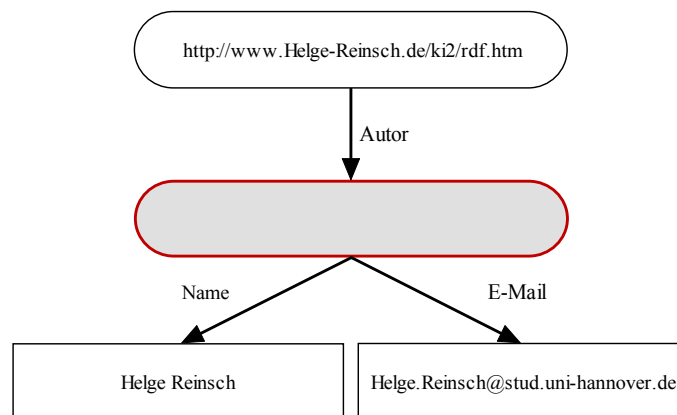 http://www.Helge-Reinsch.de/ki2/rdf.htm
Autor
Name
E-Mail
Helge Reinsch
Helge.Reinsch@stud.uni-hannover.de